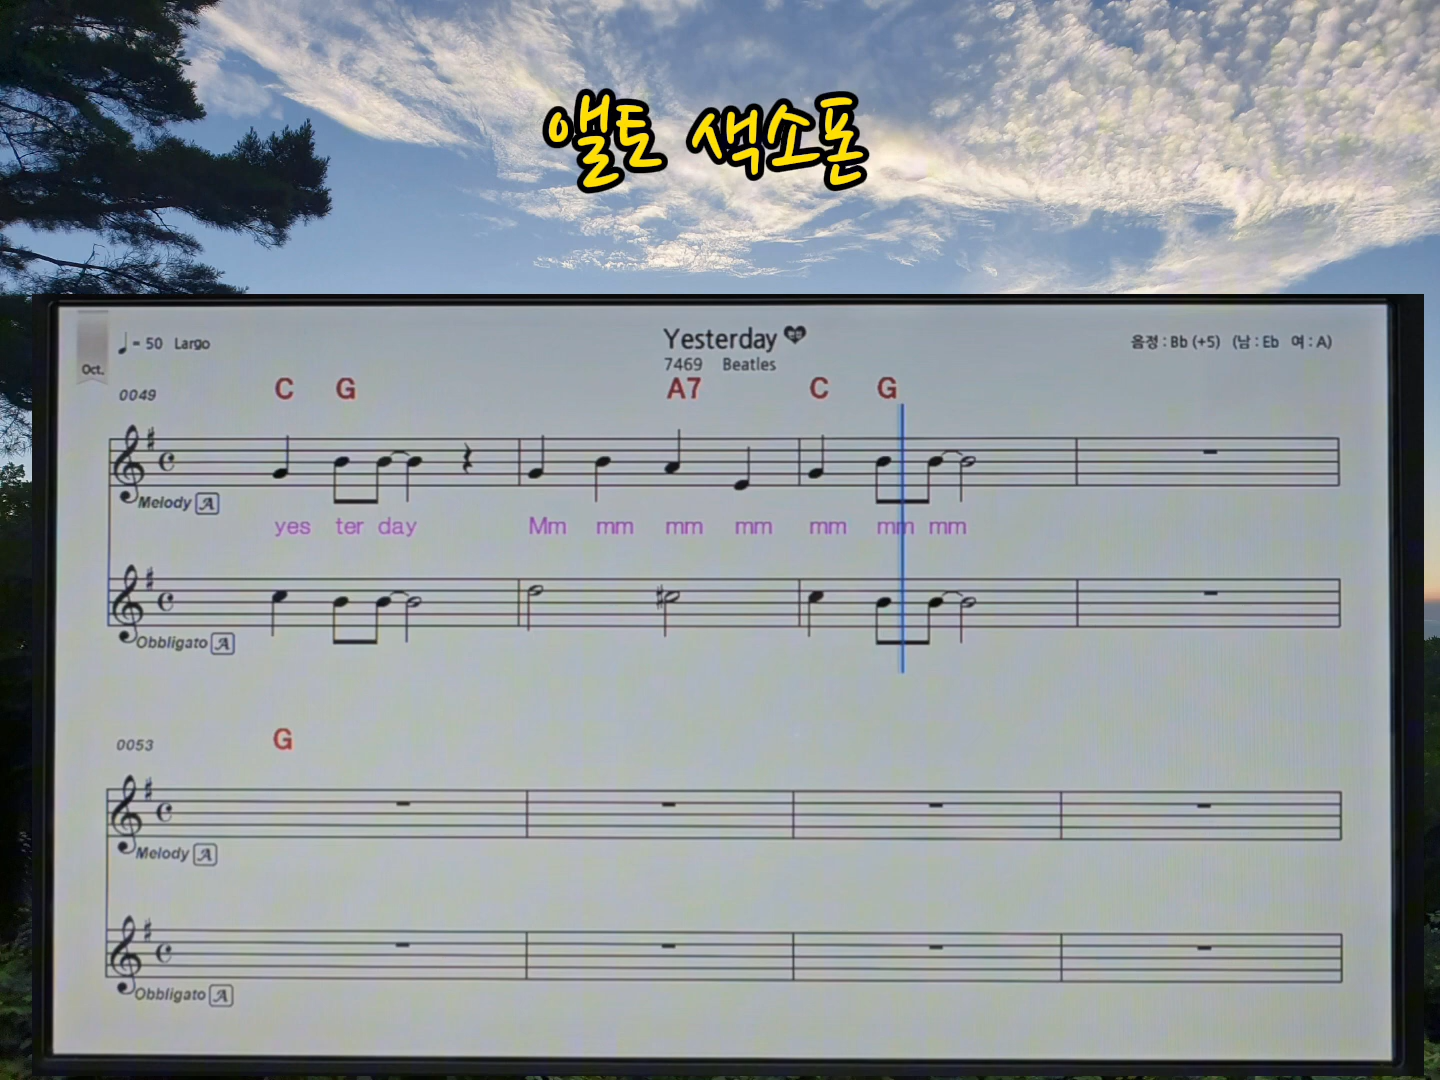 앨토 색소폰
♩= 50 Largo
Yesterday
음정 : Bb (+5) (남 : Eb 여 : A)
7469 Beatles
Oct.
0049
C G A7 C G
Melody A
yes ter day Mm mm mm mm mm mm mm
Obbligato A
0053
G
Melody A
Obbligato A